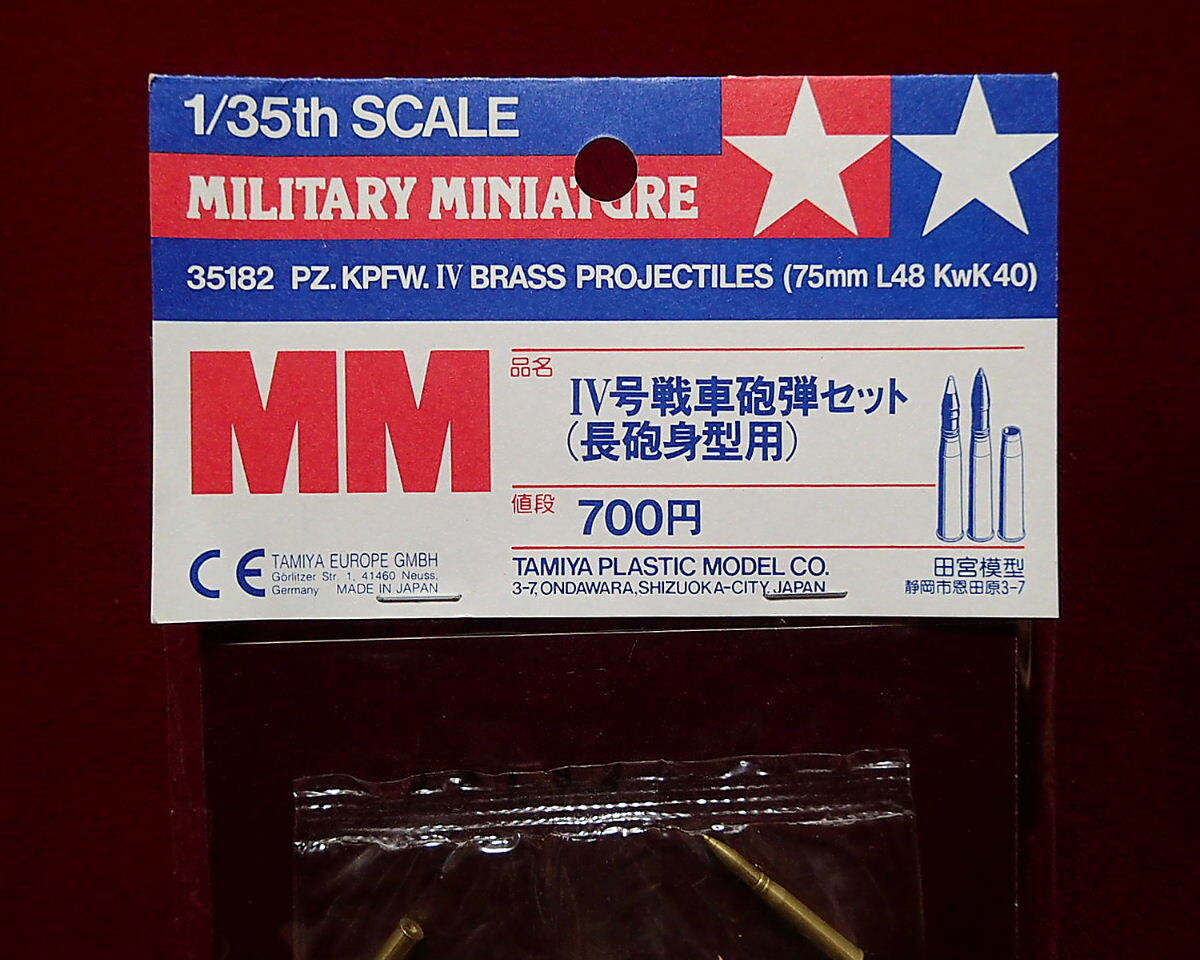 1/35th SCALE
MILITARY MINIATURE
35182 PZ. KPFW. IV BRASS PROJECTILES (75mm L48 KwK40)
MM
品名
IV号戦車砲弾セット
(長砲身型用)
値段
700円
CE
TAMIYA EUROPE GMBH
Görlitzer Str. 1, 41460 Neuss,
Germany MADE IN JAPAN
TAMIYA PLASTIC MODEL CO.
3-7, ONDAWARA, SHIZUOKA-CITY, JAPAN
田宮模型
静岡市恩田原3-7